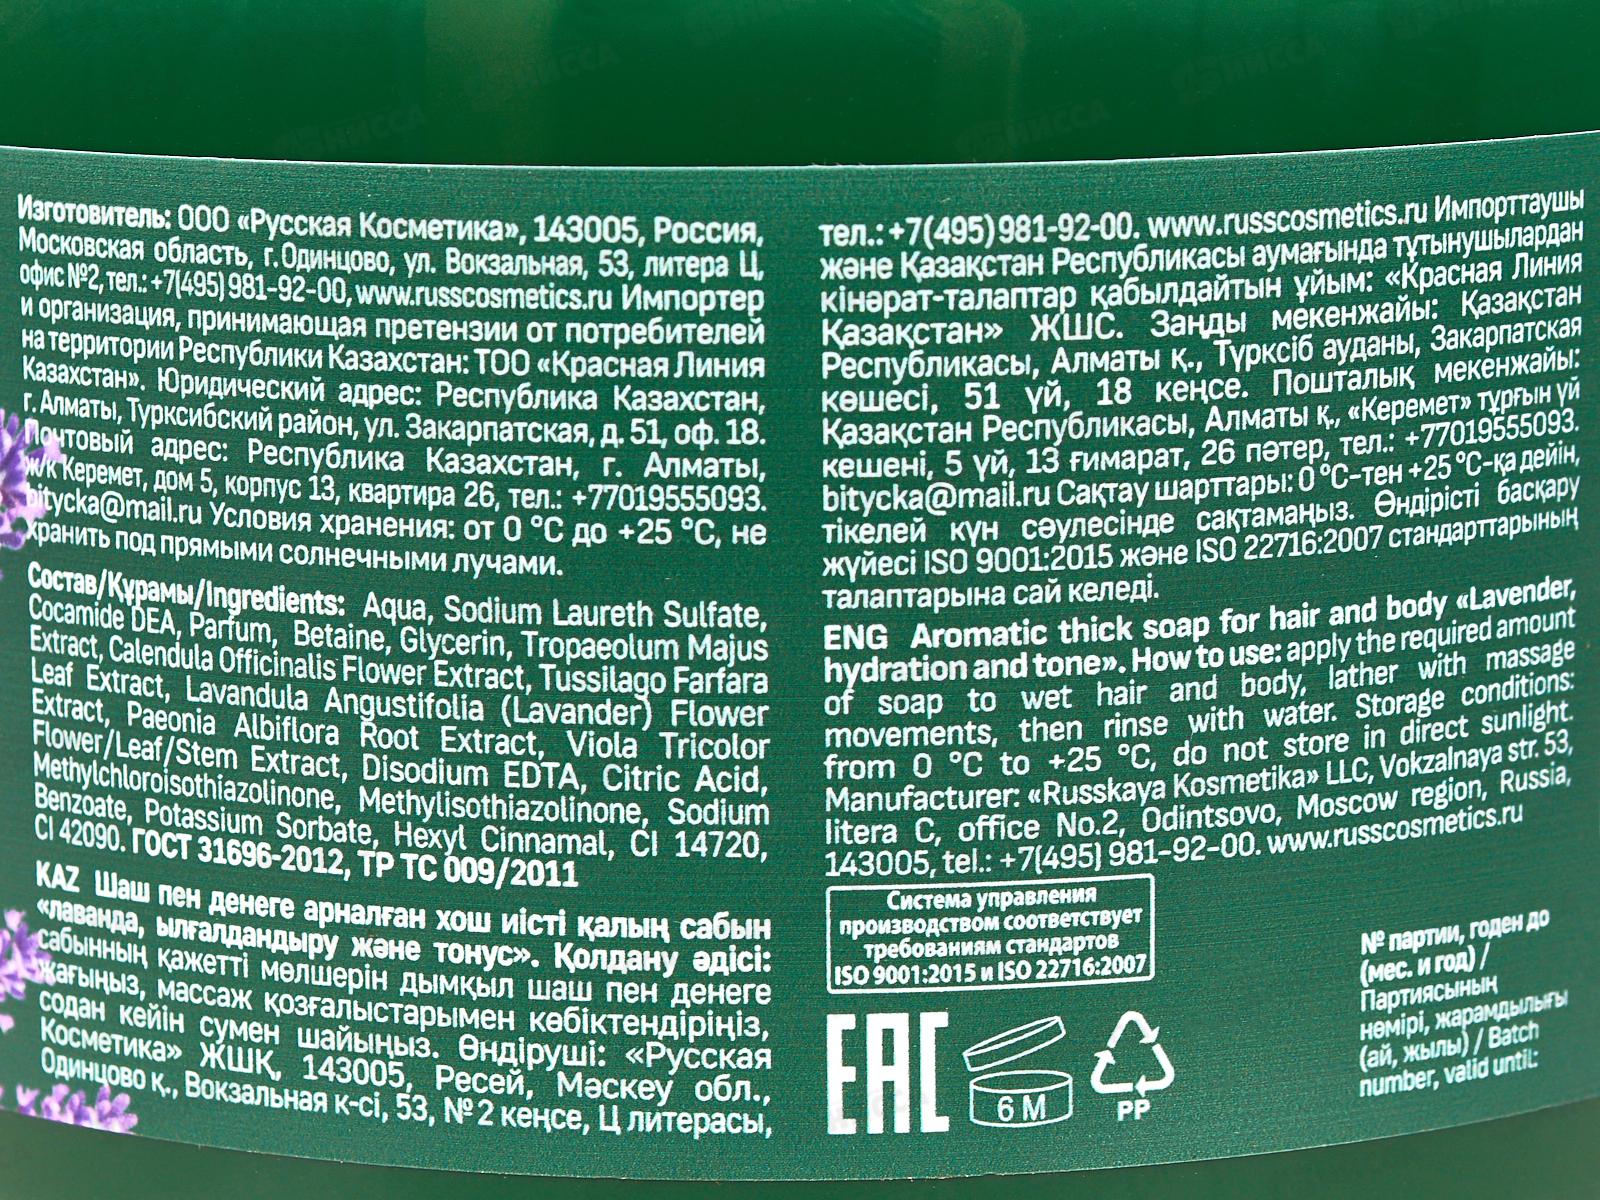 Изготовитель: ООО «Русская Косметика», 143005, Россия,
Московская область, г.Одинцово, ул. Вокзальная, 53, литера Ц,
офис №2, тел.: +7(495) 981-92-00, www.russcosmetics.ru Импортер
и организация, принимающая претензии от потребителей
на территории Республики Казахстан: ТОО «Красная Линия
Казахстан». Юридический адрес: Республика Казахстан,
г. Алматы, Турксибский район, ул. Закарпатская, д. 51, оф. 18.
Почтовый адрес: Республика Казахстан, г. Алматы,
ж/к Керемет, дом 5, корпус 13, квартира 26, тел.: +77019555093.
bitycka@mail.ru Условия хранения: от 0 °C до +25 °C, не
хранить под прямыми солнечными лучами.
Состав/Құрамы/Ingredients: Aqua, Sodium Laureth Sulfate,
Cocamide DEA, Parfum, Betaine, Glycerin, Tropaeolum Majus
Extract, Calendula Officinalis Flower Extract, Tussilago Farfara
Leaf Extract, Lavandula Angustifolia (Lavander) Flower
Extract, Paeonia Albiflora Root Extract, Viola Tricolor
Flower/Leaf/Stem Extract, Disodium EDTA, Citric Acid,
Methylchloroisothiazolinone, Methylisothiazolinone, Sodium
Benzoate, Potassium Sorbate, Hexyl Cinnamal, CI 14720,
CI 42090. ГОСТ 31696-2012, ТР ТС 009/2011
KAZ Шаш пен денеге арналған хош иісті қалың сабын
«лаванда, ылғалдандыру және тонус». Қолдану әдісі:
сабынның қажетті мөлшерін дымқыл шаш пен денеге
жағыңыз, массаж қозғалыстарымен көбіктендіріңіз,
содан кейін сумен шайыңыз. Өндіруші: «Русская
Косметика» ЖШҚ, 143005, Ресей, Мәскеу обл.,
Одинцово қ., Вокзальная к-сі, 53, №2 кеңсе, Ц литерасы,
тел.: +7(495) 981-92-00. www.russcosmetics.ru Импорттаушы
және Қазақстан Республикасы аумағында тұтынушылардан
кінәрат-талаптар қабылдайтын ұйым: «Красная Линия
Қазақстан» ЖШС. Заңды мекенжайы: Қазақстан
Республикасы, Алматы қ., Түрксіб ауданы, Закарпатская
көшесі, 51 үй, 18 кеңсе. Пошталық мекенжайы:
Қазақстан Республикасы, Алматы қ., «Керемет» тұрғын үй
кешені, 5 үй, 13 ғимарат, 26 пәтер, тел.: +77019555093.
bitycka@mail.ru Сақтау шарттары: 0 °C-тен +25 °C-қа дейін,
тікелей күн сәулесінде сақтамаңыз. Өндірісті басқару
жүйесі ISO 9001:2015 және ISO 22716:2007 стандарттарының
талаптарына сай келеді.
ENG Aromatic thick soap for hair and body «Lavender,
hydration and tone». How to use: apply the required amount
of soap to wet hair and body, lather with massage
movements, then rinse with water. Storage conditions:
from 0 °C to +25 °C, do not store in direct sunlight.
Manufacturer: «Russkaya Kosmetika» LLC, Vokzalnaya str. 53,
litera C, office No.2, Odintsovo, Moscow region, Russia,
143005, tel.: +7(495) 981-92-00. www.russcosmetics.ru
Система управления
производством соответствует
требованиям стандартов
ISO 9001:2015 и ISO 22716:2007
EAC
6 M
PP
№ партии, годен до
(мес. и год) /
Партиясының
нөмірі, жарамдылығы
(ай, жылы) / Batch
number, valid until: